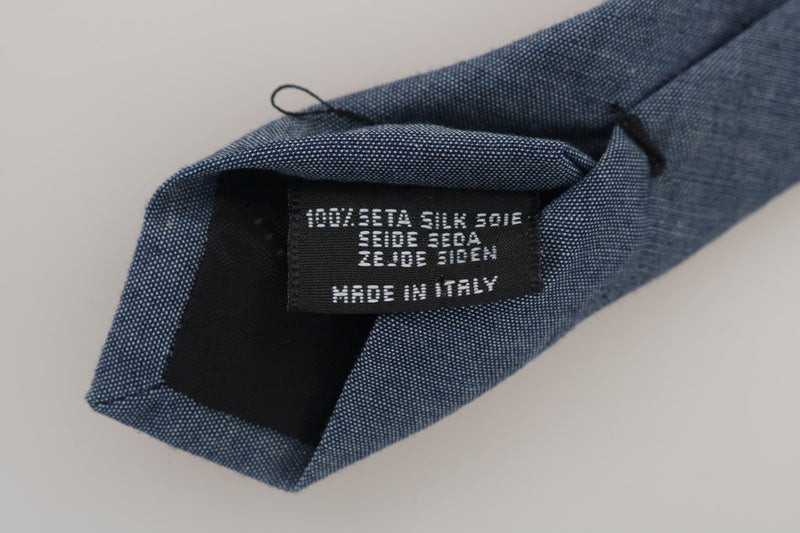 100% SETA SILK SOIE
SEIDE SEDA
ZEJDE SIDEN
MADE IN ITALY